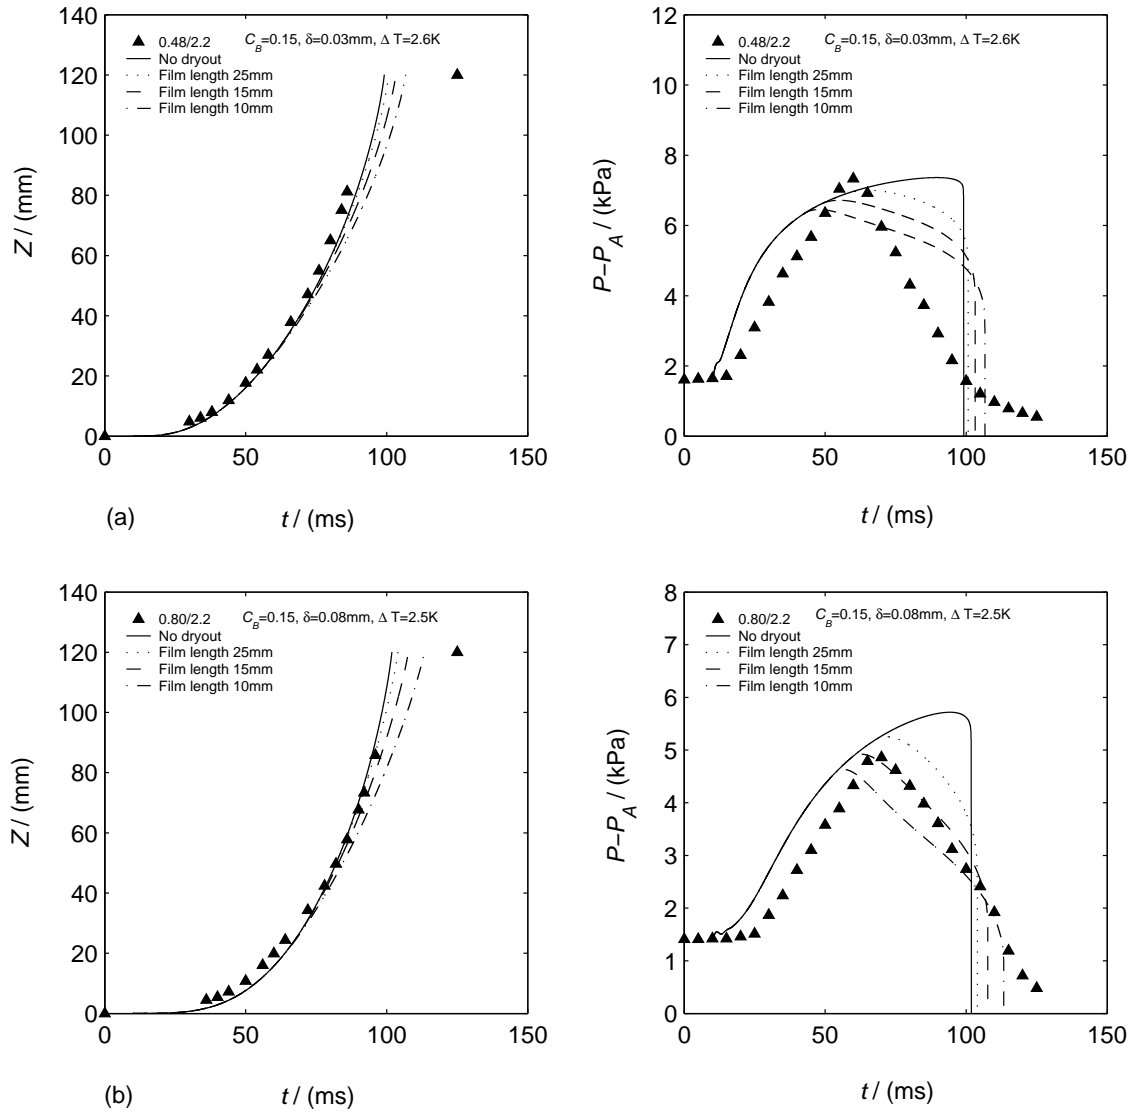 140
120
100
80
60
40
20
0
0 50 100 150
Z / (mm)
t / (ms)
(a)
0.48/2.2
C_B=0.15, δ=0.03mm, Δ T=2.6K
No dryout
Film length 25mm
Film length 15mm
Film length 10mm
12
10
8
6
4
2
0
0 50 100 150
P−P_A / (kPa)
t / (ms)
0.48/2.2
C_B=0.15, δ=0.03mm, Δ T=2.6K
No dryout
Film length 25mm
Film length 15mm
Film length 10mm
140
120
100
80
60
40
20
0
0 50 100 150
Z / (mm)
t / (ms)
(b)
0.80/2.2
C_B=0.15, δ=0.08mm, Δ T=2.5K
No dryout
Film length 25mm
Film length 15mm
Film length 10mm
8
7
6
5
4
3
2
1
0
0 50 100 150
P−P_A / (kPa)
t / (ms)
0.80/2.2
C_B=0.15, δ=0.08mm, Δ T=2.5K
No dryout
Film length 25mm
Film length 15mm
Film length 10mm